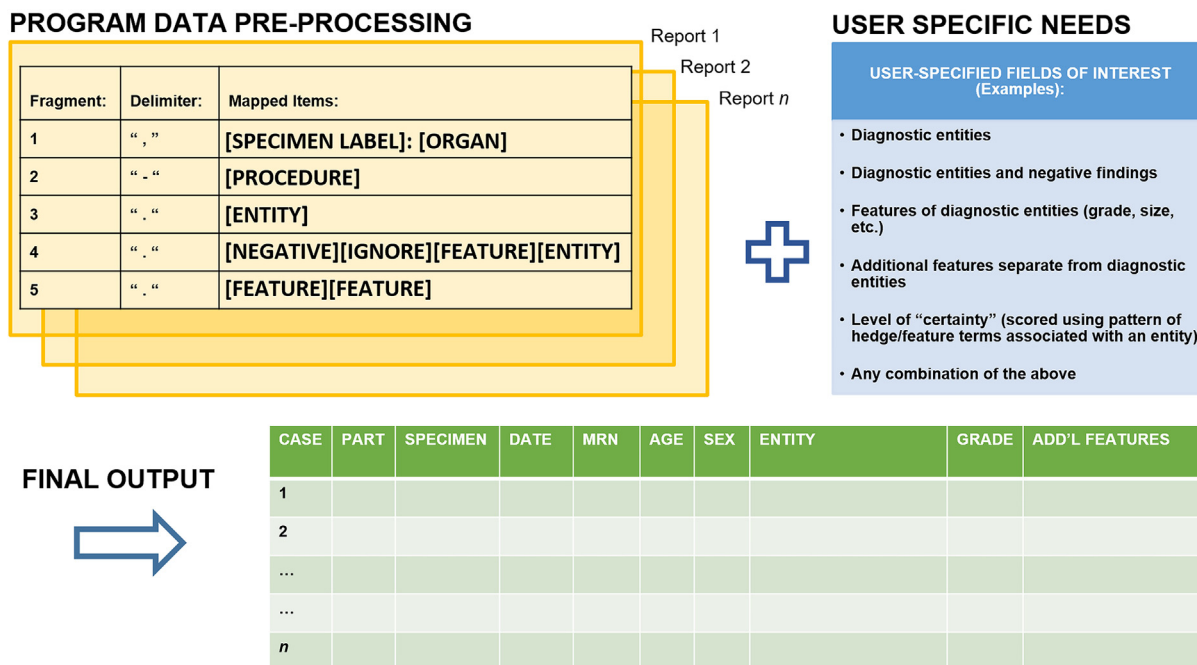 PROGRAM DATA PRE-PROCESSING
Report 1
Report 2
Report n
Fragment: Delimiter: Mapped Items:
1 “ , ” [SPECIMEN LABEL]: [ORGAN]
2 “ - “ [PROCEDURE]
3 “ . “ [ENTITY]
4 “ . “ [NEGATIVE][IGNORE][FEATURE][ENTITY]
5 “ . “ [FEATURE][FEATURE]
USER SPECIFIC NEEDS
USER-SPECIFIED FIELDS OF INTEREST
(Examples):
• Diagnostic entities
• Diagnostic entities and negative findings
• Features of diagnostic entities (grade, size,
etc.)
• Additional features separate from diagnostic
entities
• Level of “certainty” (scored using pattern of
hedge/feature terms associated with an entity)
• Any combination of the above
FINAL OUTPUT
CASE PART SPECIMEN DATE MRN AGE SEX ENTITY GRADE ADD’L FEATURES
1
2
…
…
n